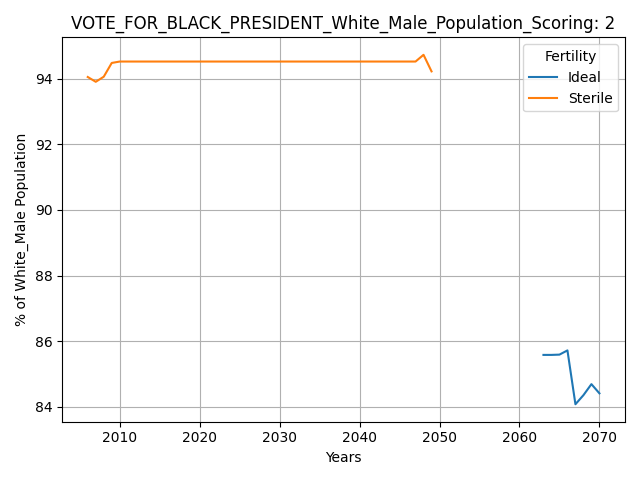 VOTE_FOR_BLACK_PRESIDENT_White_Male_Population_Scoring: 2
Fertility
Ideal
Sterile
% of White_Male Population
94
92
90
88
86
84
2010 2020 2030 2040 2050 2060 2070
Years